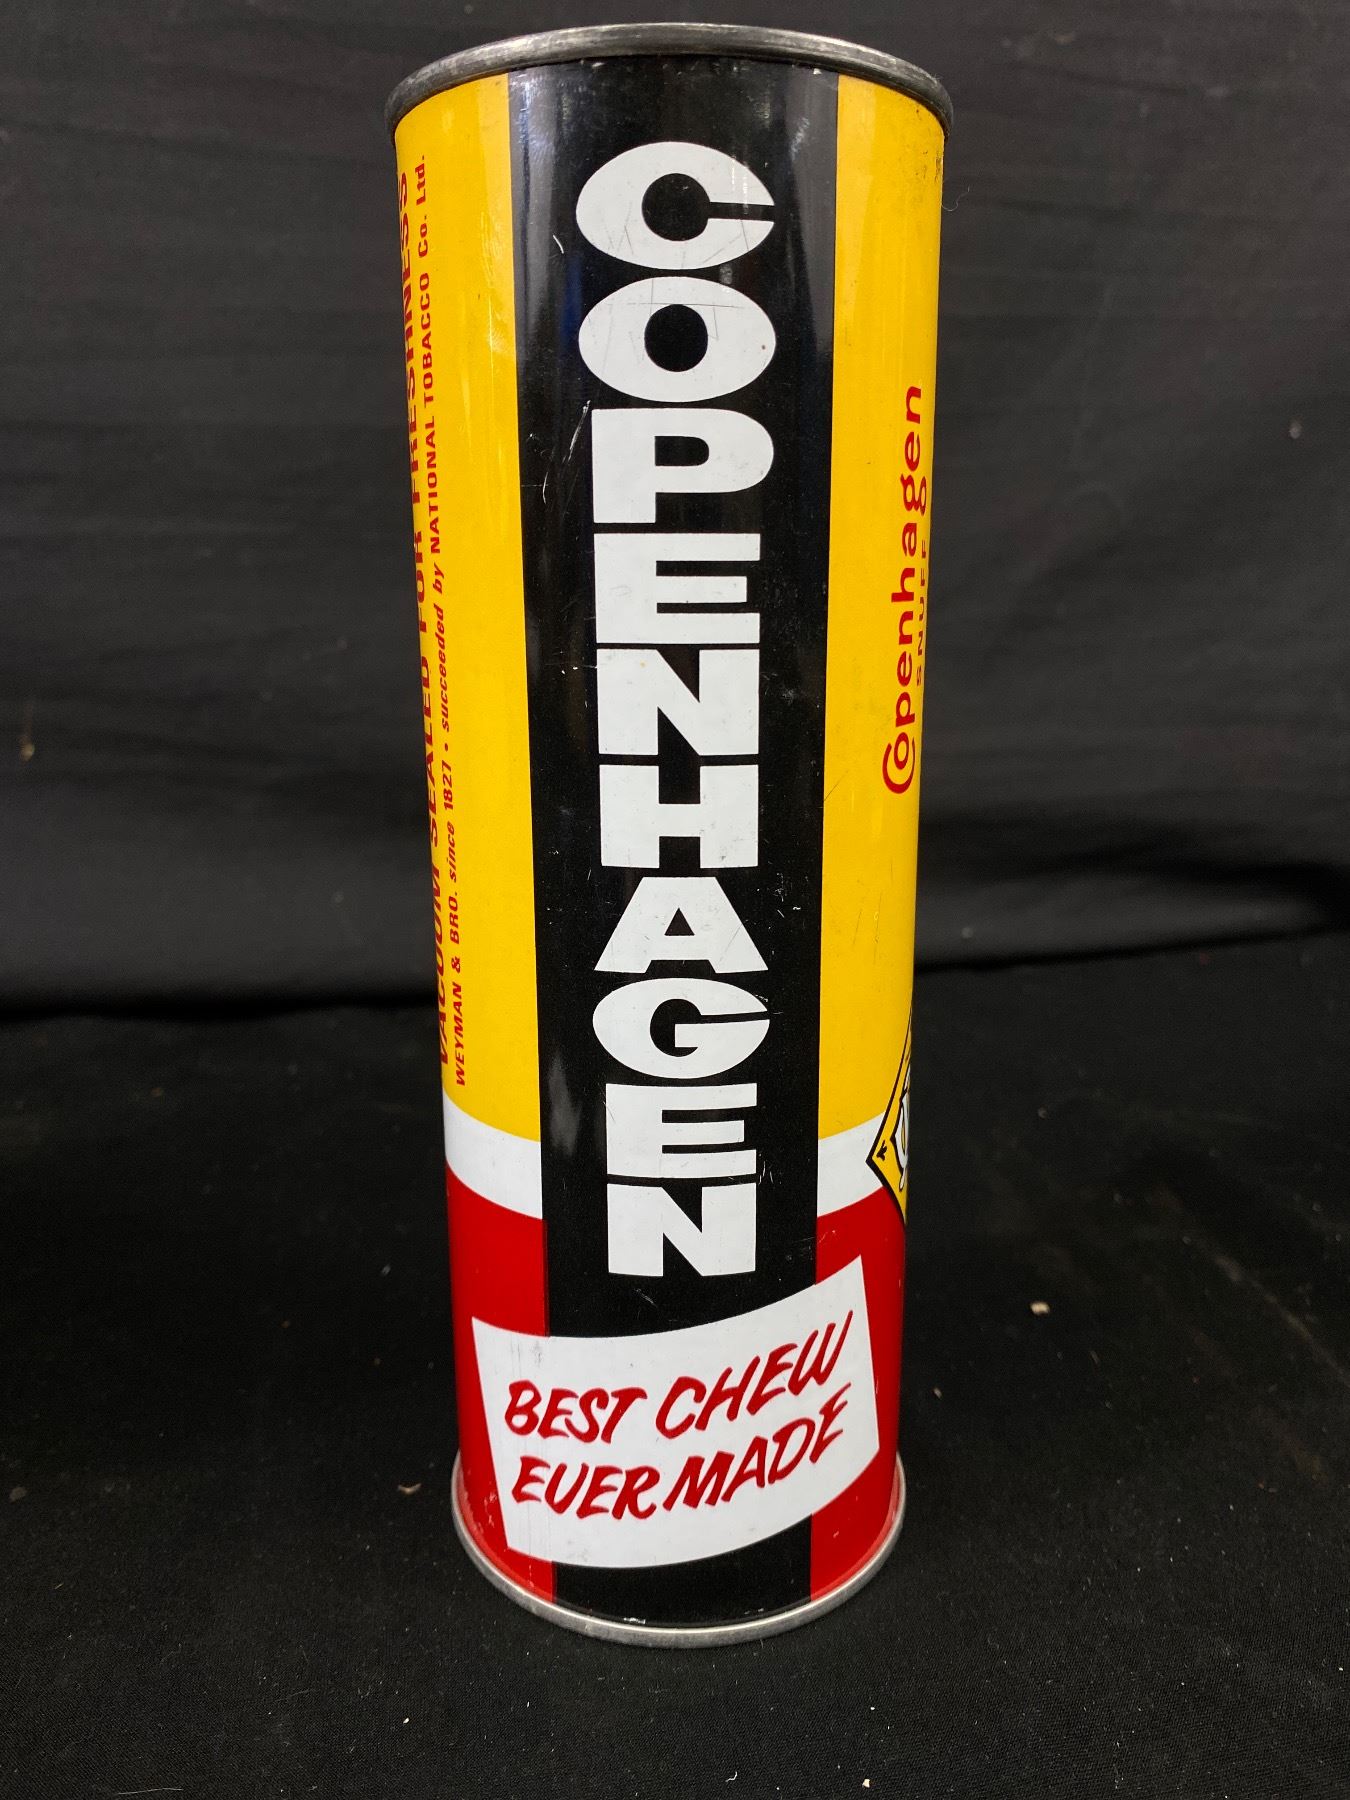 COPENHAGEN
BEST CHEW
EVER MADE
VACUUM SEALED FOR FRESHNESS
WEYMAN & BRO. since 1827 • succeeded by NATIONAL TOBACCO Co. Ltd.
Copenhagen
SNUFF